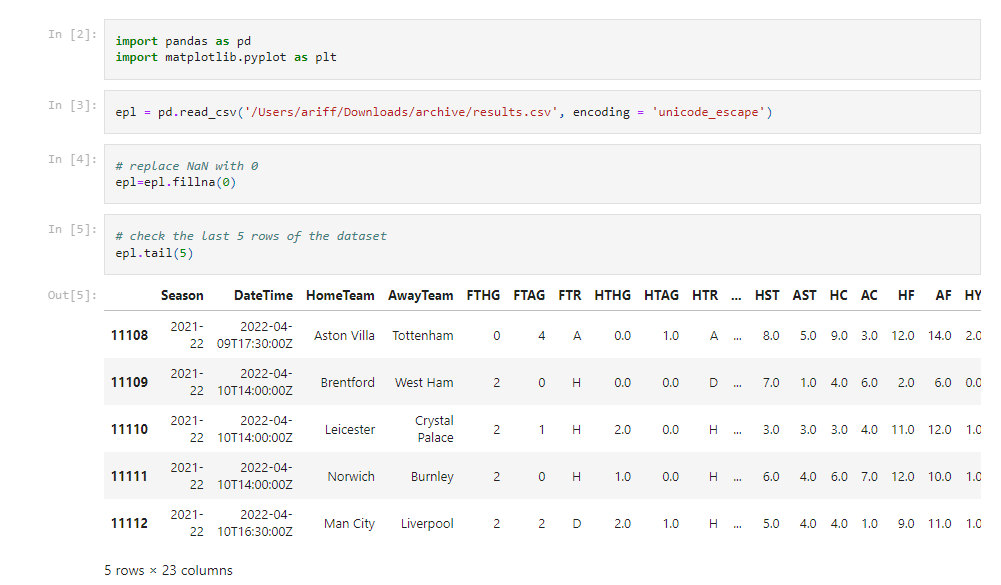 In [2]:
import pandas as pd
import matplotlib.pyplot as plt
In [3]:
epl = pd.read_csv('/Users/ariff/Downloads/archive/results.csv', encoding = 'unicode_escape')
In [4]:
# replace NaN with 0
epl=epl.fillna(0)
In [5]:
# check the last 5 rows of the dataset
epl.tail(5)
Out[5]:
Season DateTime HomeTeam AwayTeam FTHG FTAG FTR HTHG HTAG HTR ... HST AST HC AC HF AF HY
11108 2021-22 2022-04-09T17:30:00Z Aston Villa Tottenham 0 4 A 0.0 1.0 A ... 8.0 5.0 9.0 3.0 12.0 14.0 2.0
11109 2021-22 2022-04-10T14:00:00Z Brentford West Ham 2 0 H 0.0 0.0 D ... 7.0 1.0 4.0 6.0 2.0 6.0 0.0
11110 2021-22 2022-04-10T14:00:00Z Leicester Crystal Palace 2 1 H 2.0 0.0 H ... 3.0 3.0 3.0 4.0 11.0 12.0 1.0
11111 2021-22 2022-04-10T14:00:00Z Norwich Burnley 2 0 H 1.0 0.0 H ... 6.0 4.0 6.0 7.0 12.0 10.0 1.0
11112 2021-22 2022-04-10T16:30:00Z Man City Liverpool 2 2 D 2.0 1.0 H ... 5.0 4.0 4.0 1.0 9.0 11.0 1.0
5 rows × 23 columns